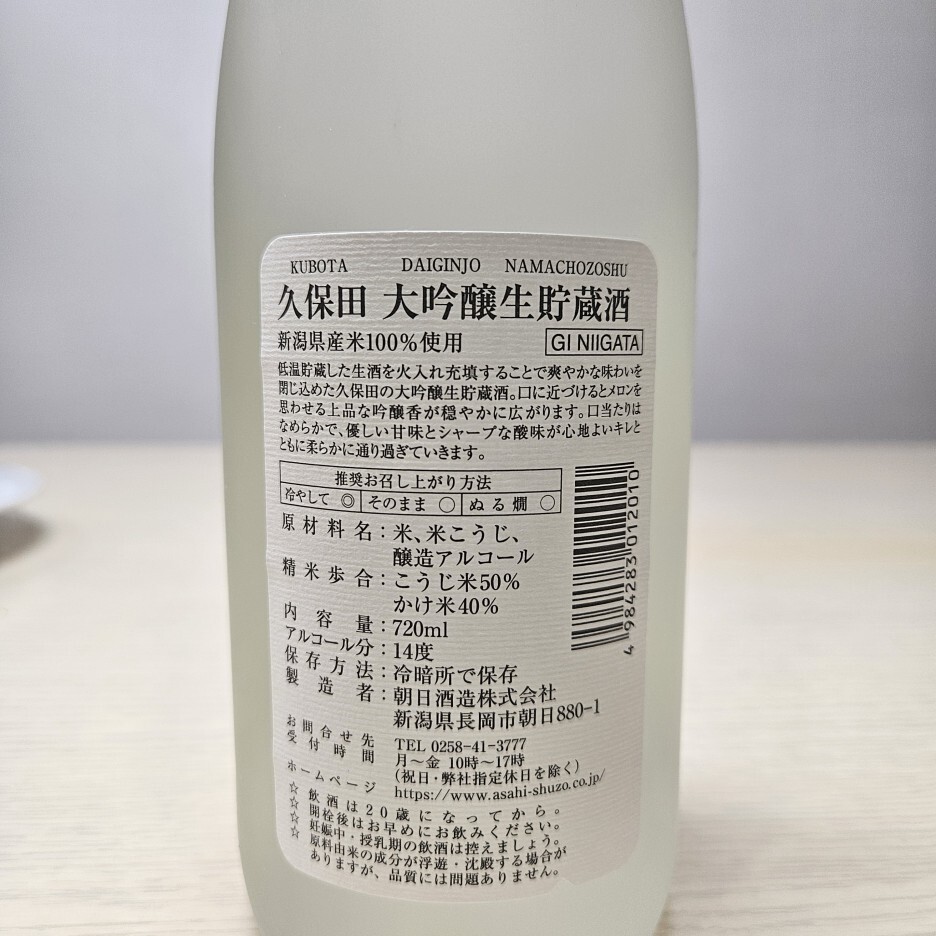 KUBOTA DAIGINJO NAMACHOZOSHU
久保田 大吟醸生貯蔵酒
新潟県産米100%使用 GI NIIGATA
低温貯蔵した生酒を火入れ充填することで爽やかな味わいを
閉じ込めた久保田の大吟醸生貯蔵酒。口に近づけるとメロンを
思わせる上品な吟醸香が穏やかに広がります。口当たりは
なめらかで、優しい甘味とシャープな酸味が心地よいキレと
ともに柔らかに通り過ぎていきます。
推奨お召し上がり方法
冷やして ◎ そのまま ○ ぬる燗 ○
原材料名：米、米こうじ、
醸造アルコール
精米歩合：こうじ米50%
かけ米40%
内容量：720ml
アルコール分：14度
保存方法：冷暗所で保存
製造者：朝日酒造株式会社
新潟県長岡市朝日880-1
お問合せ先 TEL 0258-41-3777
受付時間 月〜金 10時〜17時
（祝日・弊社指定休日を除く）
ホームページ https://www.asahi-shuzo.co.jp/
☆ 飲酒は20歳になってから。
☆ 開栓後はお早めにお飲みください。
☆ 妊娠中・授乳期の飲酒は控えましょう。
☆ 原料由来の成分が浮遊・沈殿する場合が
ありますが、品質には問題ありません。
4 984283 012010